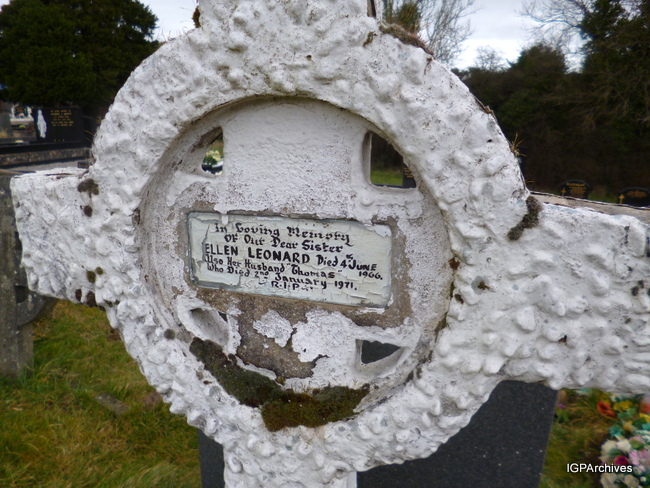 In Loving Memory
Of Our Dear Sister
ELLEN LEONARD Died 4th JUNE
Also Her Husband "Thomas" 1966.
Who Died 2nd January 1971.
R.I.P.
IGPArchives